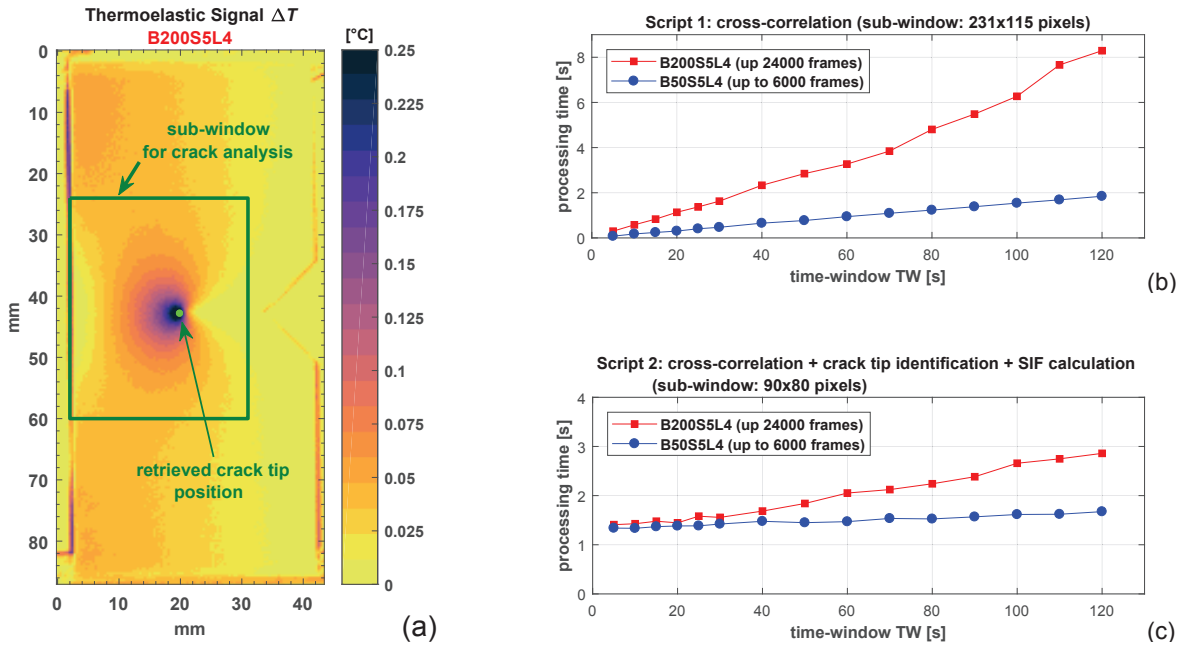 Thermoelastic Signal ΔT
B200S5L4
[°C]
0
10
20
30
40
50
60
70
80
mm
0
10
20
30
40
mm
sub-window
for crack analysis
retrieved crack tip
position
0.25
0.225
0.2
0.175
0.15
0.125
0.1
0.075
0.05
0.025
0
(a)
Script 1: cross-correlation (sub-window: 231x115 pixels)
B200S5L4 (up 24000 frames)
B50S5L4 (up to 6000 frames)
processing time [s]
8
6
4
2
0
0
20
40
60
80
100
120
time-window TW [s]
(b)
Script 2: cross-correlation + crack tip identification + SIF calculation
(sub-window: 90x80 pixels)
B200S5L4 (up 24000 frames)
B50S5L4 (up to 6000 frames)
processing time [s]
4
3
2
1
0
0
20
40
60
80
100
120
time-window TW [s]
(c)